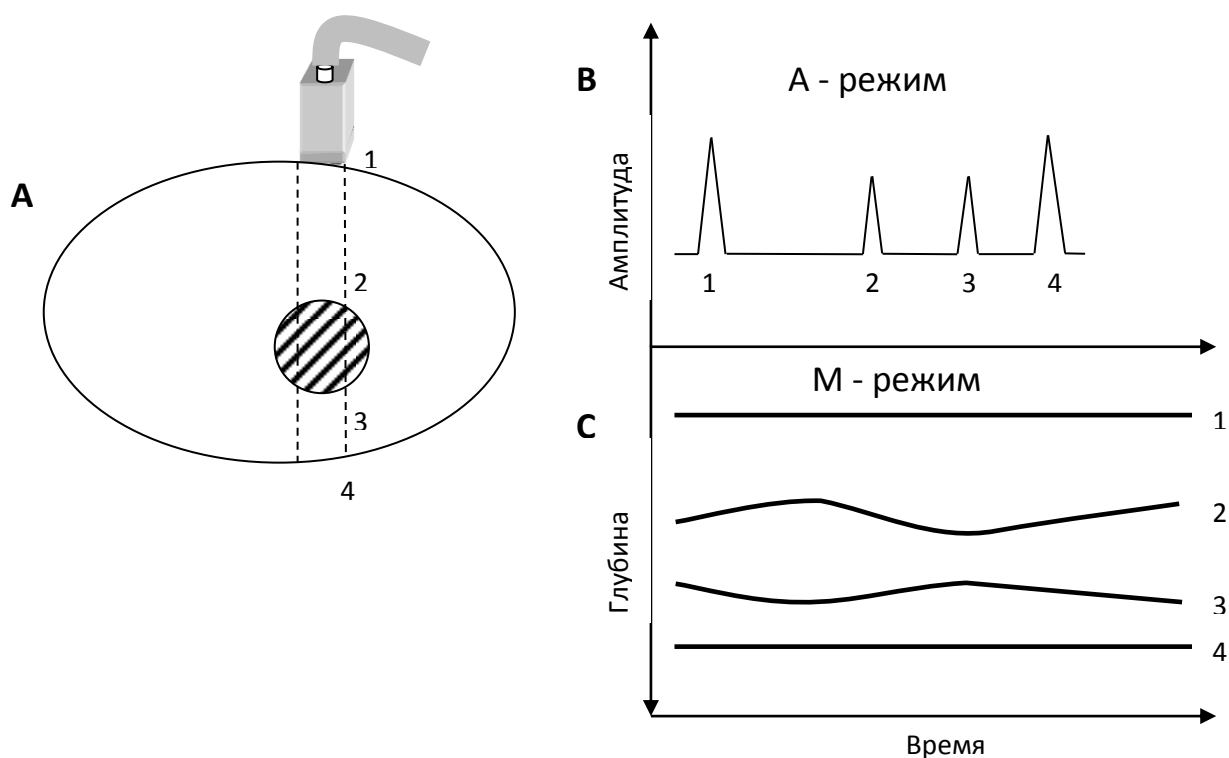 A
1
2
3
4
B
А - режим
Амплитуда
1 2 3 4
М - режим
C
Глубина
1
2
3
4
Время